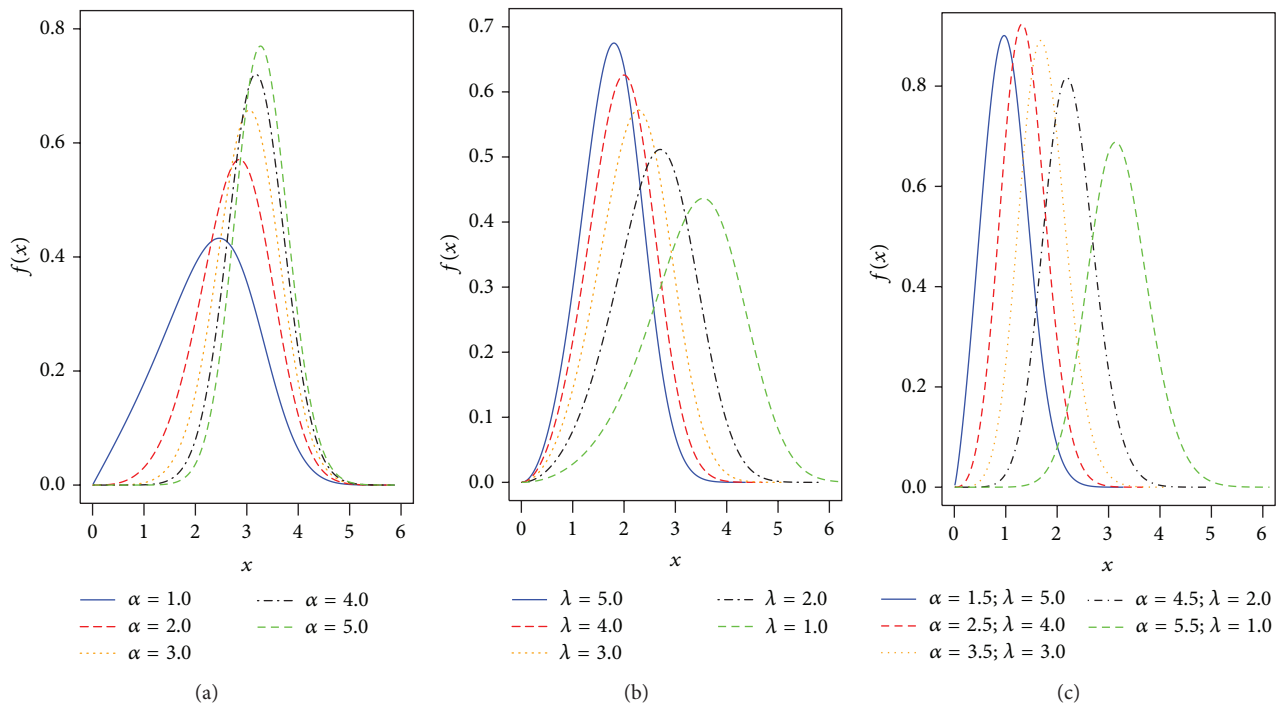 0.8
0.6
0.4
0.2
0.0
f(x)
0 1 2 3 4 5 6
x
α = 1.0
α = 2.0
α = 3.0
α = 4.0
α = 5.0
(a)
0.7
0.6
0.5
0.4
0.3
0.2
0.1
0.0
f(x)
0 1 2 3 4 5 6
x
λ = 5.0
λ = 4.0
λ = 3.0
λ = 2.0
λ = 1.0
(b)
0.8
0.6
0.4
0.2
0.0
f(x)
0 1 2 3 4 5 6
x
α = 1.5; λ = 5.0
α = 2.5; λ = 4.0
α = 3.5; λ = 3.0
α = 4.5; λ = 2.0
α = 5.5; λ = 1.0
(c)